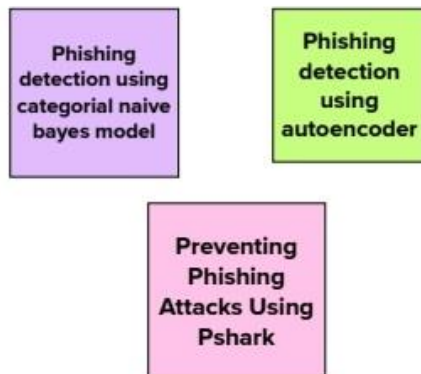 Phishing
detection using
categorial naive
bayes model
Phishing
detection
using
autoencoder
Preventing
Phishing
Attacks Using
Pshark